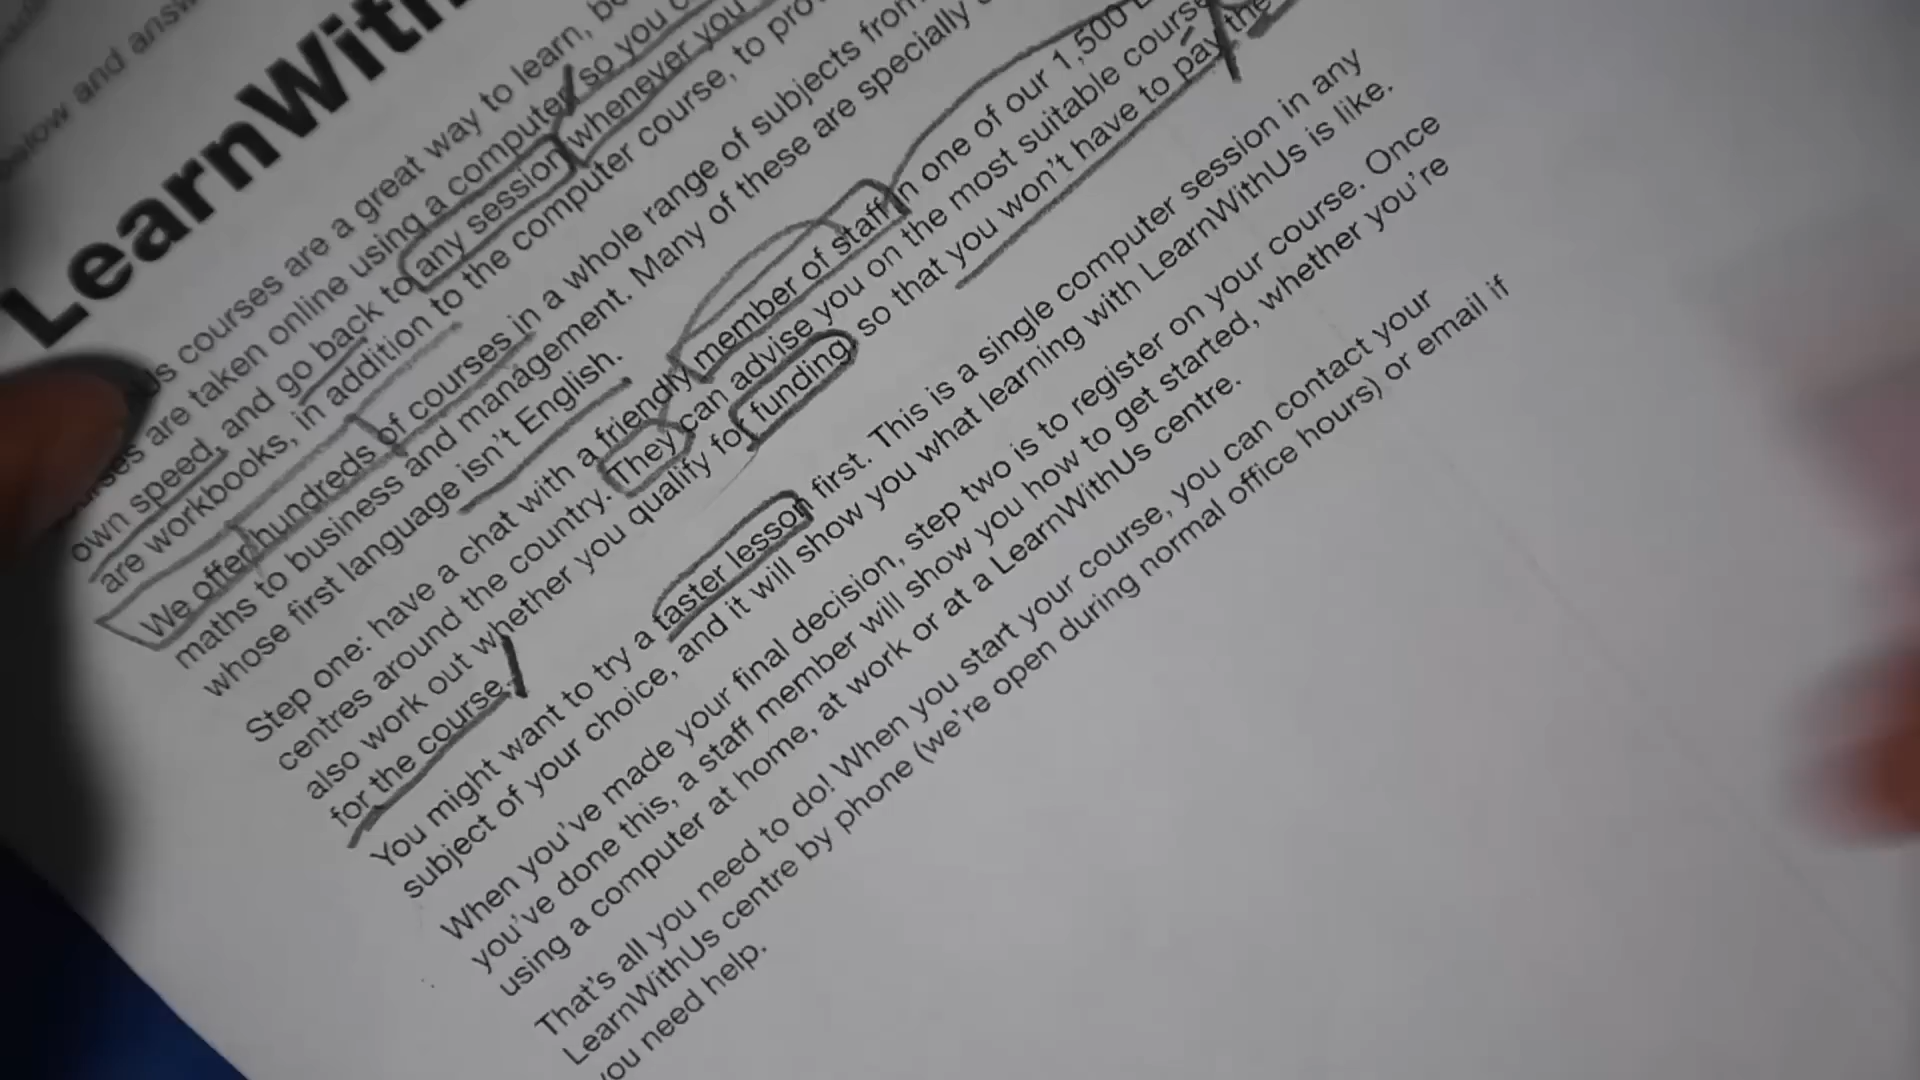 below and answ
LearnWith
Us courses are a great way to learn, be
courses are taken online using a computer, so you c
own speed, and go back to any session whenever you
are workbooks, in addition to the computer course, to pro
We offer hundreds of courses in a whole range of subjects from
maths to business and management. Many of these are specially
whose first language isn't English.
Step one: have a chat with a friendly member of staff in one of our 1,500
centres around the country. They can advise you on the most suitable course
also work out whether you qualify for funding so that you won't have to pay the
for the course.
You might want to try a taster lesson first. This is a single computer session in any
subject of your choice, and it will show you what learning with LearnWithUs is like.
When you've made your final decision, step two is to register on your course. Once
you've done this, a staff member will show you how to get started, whether you're
using a computer at home, at work or at a LearnWithUs centre.
That's all you need to do! When you start your course, you can contact your
LearnWithUs centre by phone (we're open during normal office hours) or email if
you need help.